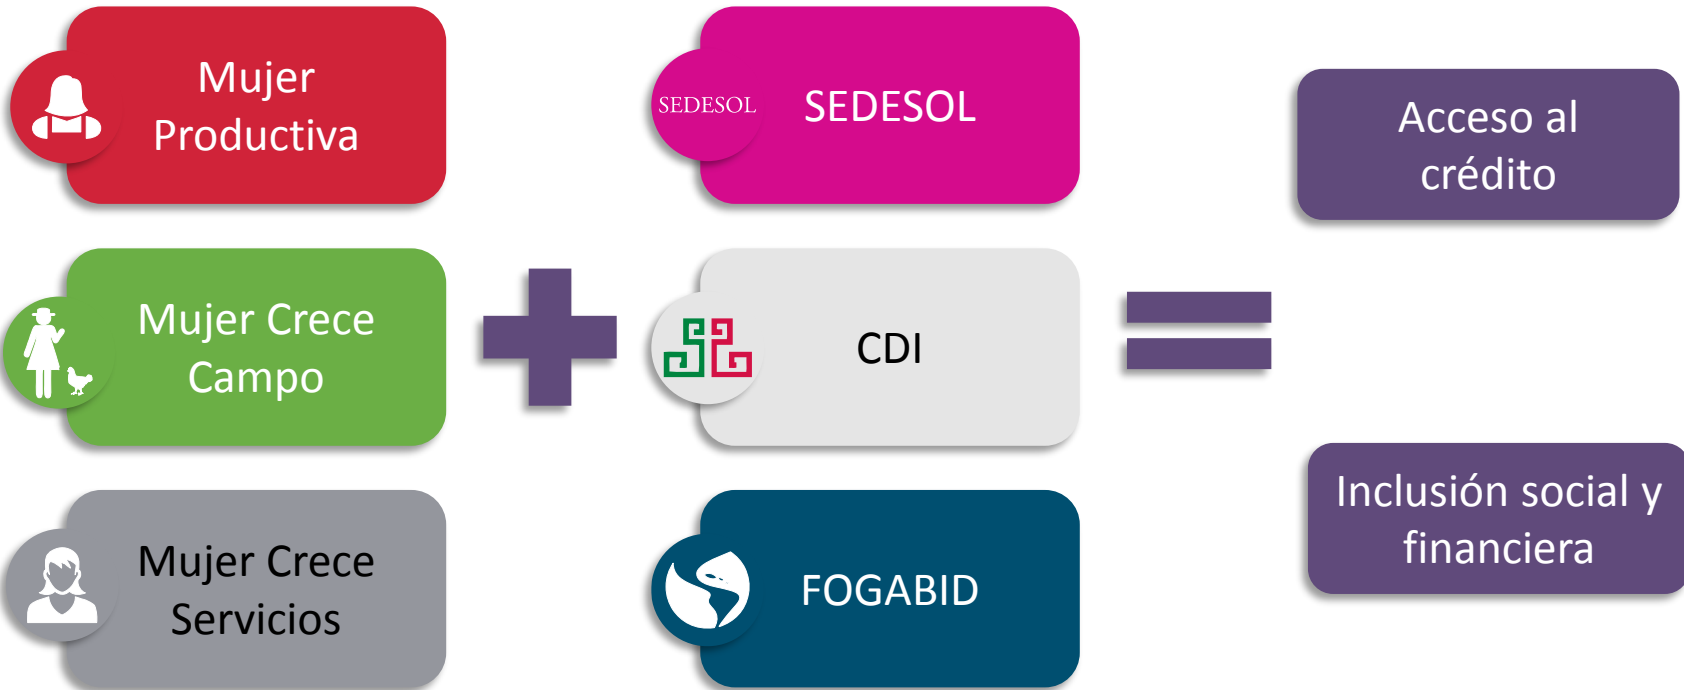 Mujer
Productiva
Mujer Crece
Campo
Mujer Crece
Servicios
SEDESOL
SEDESOL
CDI
FOGABID
Acceso al
crédito
Inclusión social y
financiera